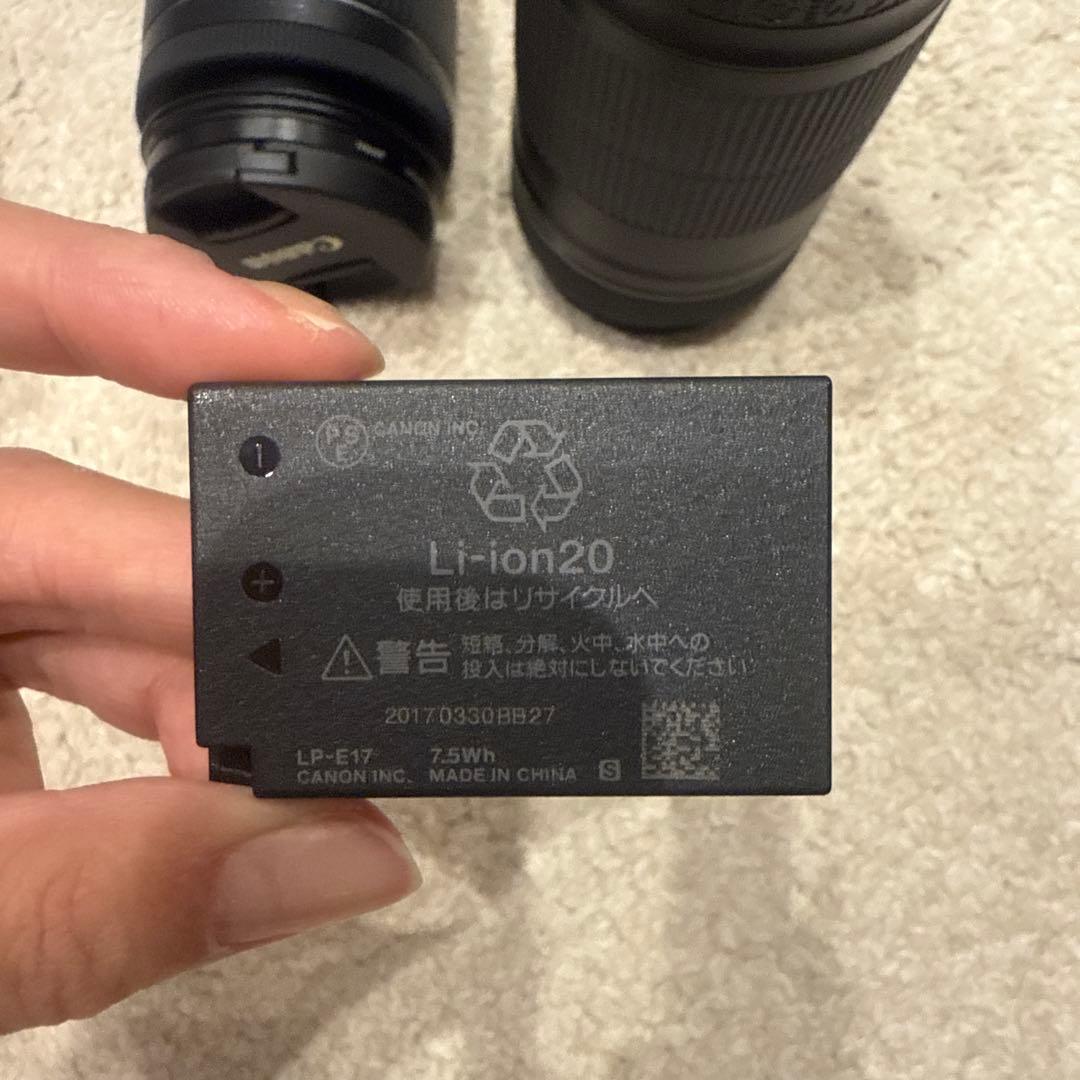 Canon
PSE CANON INC.
Li-ion20
使用後はリサイクルへ
警告 短絡、分解、火中、水中への
投入は絶対にしないでください
20170330BB27
LP-E17 7.5Wh
CANON INC. MADE IN CHINA S